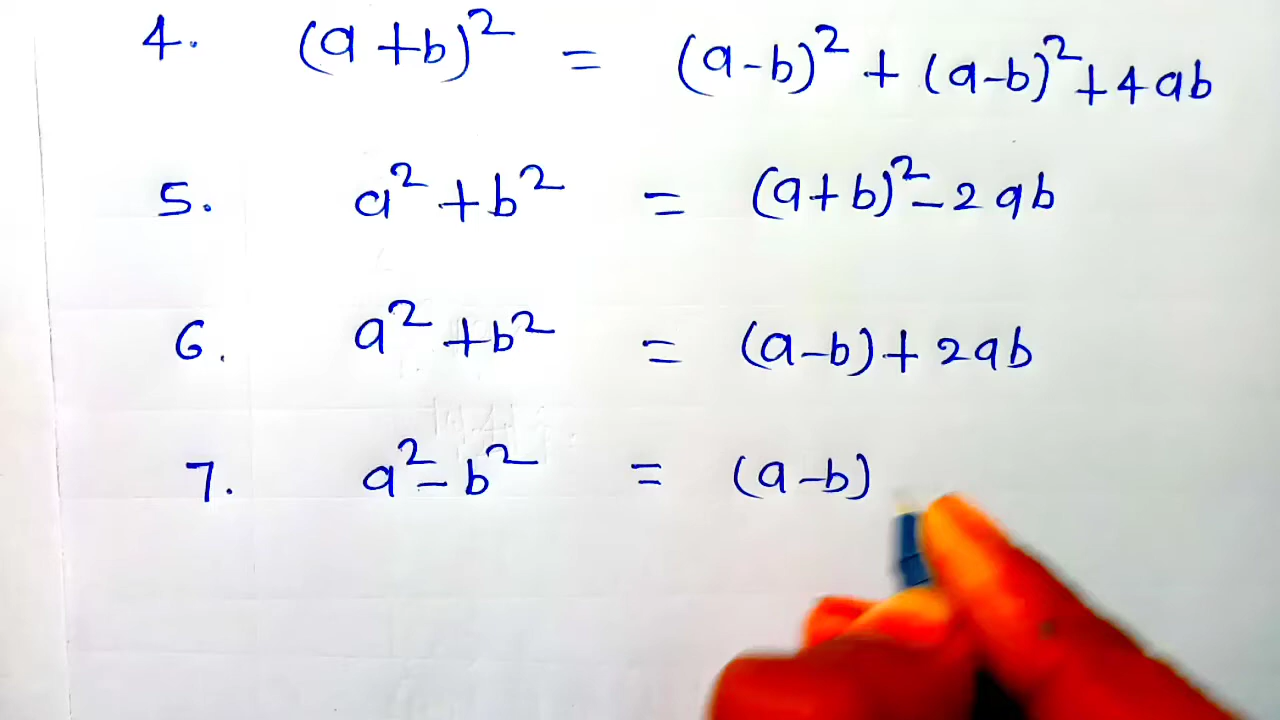 4. (a+b)² = (a-b)² + (a-b)² + 4ab
5. a² + b² = (a+b)² - 2ab
6. a² + b² = (a-b) + 2ab
7. a² - b² = (a-b)